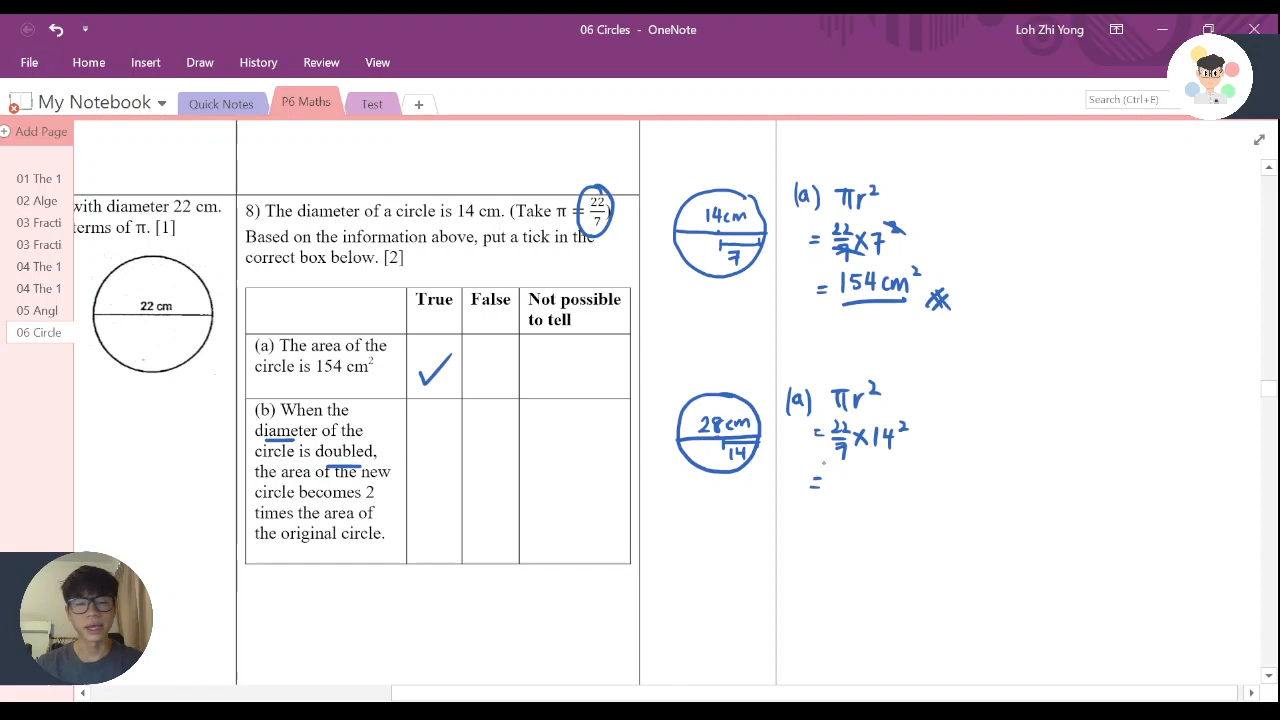 06 Circles - OneNote
Loh Zhi Yong
File
Home
Insert
Draw
History
Review
View
My Notebook
Quick Notes
P6 Maths
Test
+
Search (Ctrl+E)
Add Page
01 The 1
02 Alge
03 Fracti
03 Fracti
04 The 1
04 The 1
05 Angl
06 Circle
with diameter 22 cm.
terms of π. [1]
22 cm
8) The diameter of a circle is 14 cm. (Take π = 22/7)
Based on the information above, put a tick in the
correct box below. [2]
True
False
Not possible
to tell
(a) The area of the
circle is 154 cm²
✓
(b) When the
diameter of the
circle is doubled,
the area of the new
circle becomes 2
times the area of
the original circle.
14cm
7
(a) πr²
= 22/7 × 7²
= 154 cm²
28cm
14
(a) πr²
= 22/7 × 14²
=